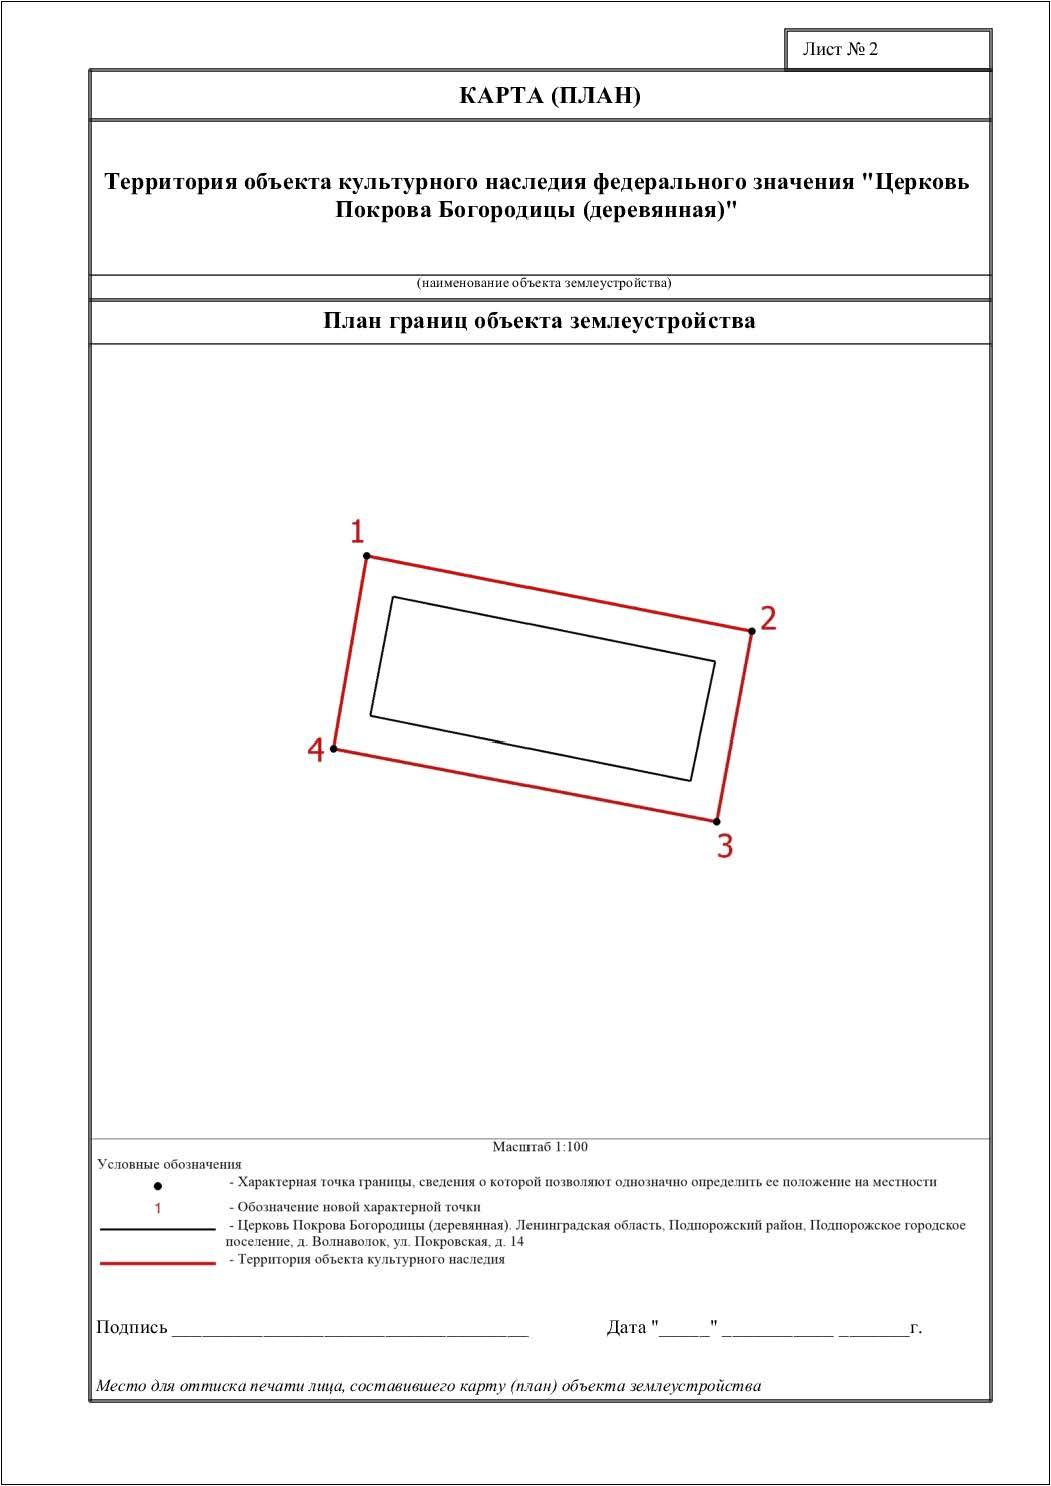 Лист № 2
КАРТА (ПЛАН)
Территория объекта культурного наследия федерального значения "Церковь
Покрова Богородицы (деревянная)"
(наименование объекта землеустройства)
План границ объекта землеустройства
1
2
4
3
Масштаб 1:100
Условные обозначения
- Характерная точка границы, сведения о которой позволяют однозначно определить ее положение на местности
1 - Обозначение новой характерной точки
- Церковь Покрова Богородицы (деревянная). Ленинградская область, Подпорожский район, Подпорожское городское
поселение, д. Волнаволок, ул. Покровская, д. 14
- Территория объекта культурного наследия
Подпись ___________________________________ Дата "_____" ___________ _______г.
Место для оттиска печати лица, составившего карту (план) объекта землеустройства